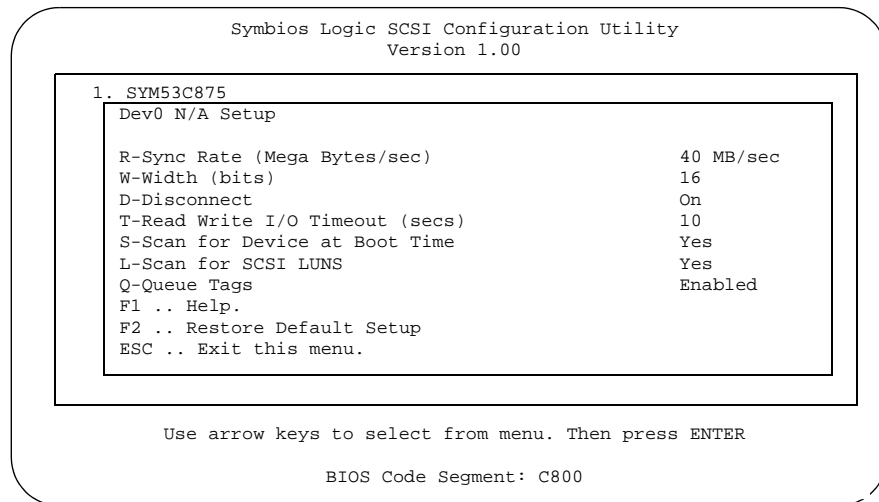 Symbios Logic SCSI Configuration Utility
Version 1.00
1. SYM53C875
Dev0 N/A Setup
R-Sync Rate (Mega Bytes/sec) 40 MB/sec
W-Width (bits) 16
D-Disconnect On
T-Read Write I/O Timeout (secs) 10
S-Scan for Device at Boot Time Yes
L-Scan for SCSI LUNS Yes
Q-Queue Tags Enabled
F1 .. Help.
F2 .. Restore Default Setup
ESC .. Exit this menu.
Use arrow keys to select from menu. Then press ENTER
BIOS Code Segment: C800